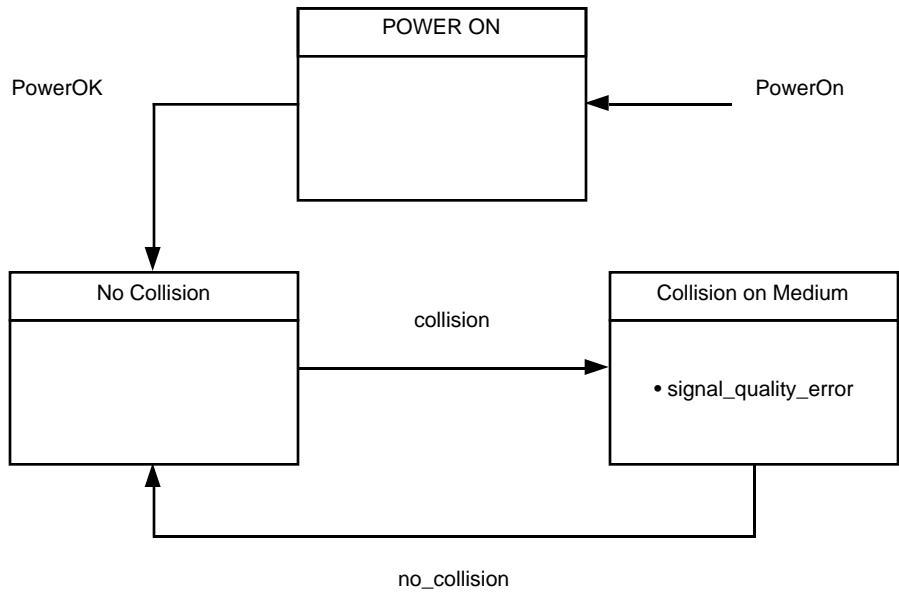 POWER ON
PowerOK
PowerOn
No Collision
Collision on Medium
collision
• signal_quality_error
no_collision